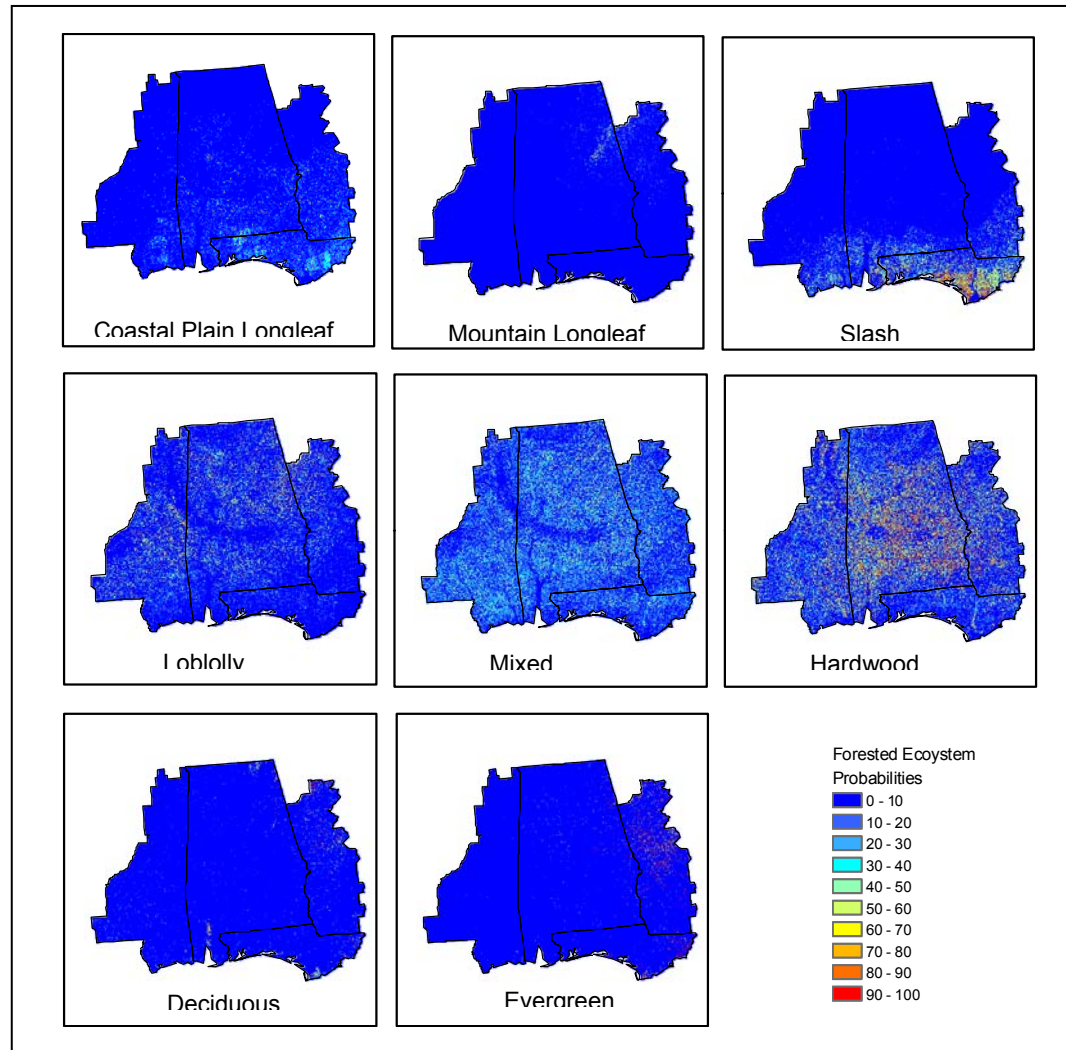 Coastal Plain Longleaf
Mountain Longleaf
Slash
Loblolly
Mixed
Hardwood
Deciduous
Evergreen
Forested Ecoystem
Probabilities
0 - 10
10 - 20
20 - 30
30 - 40
40 - 50
50 - 60
60 - 70
70 - 80
80 - 90
90 - 100